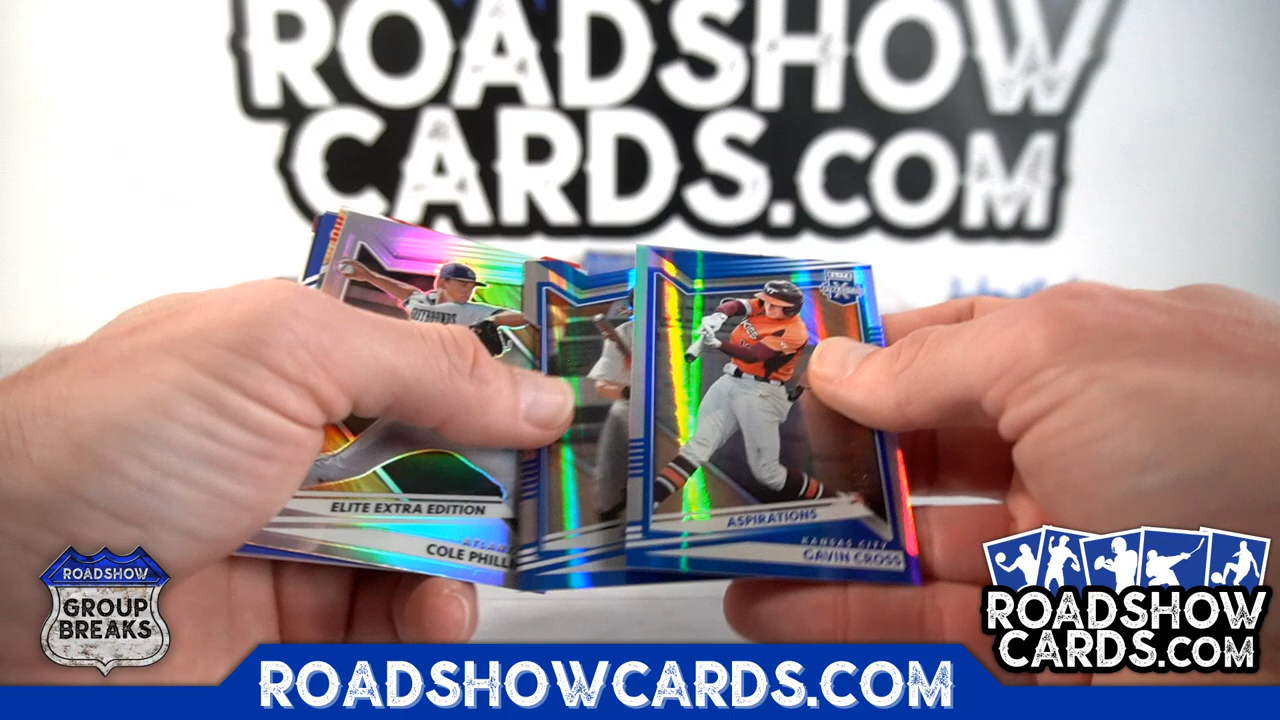 ROADSHOW
CARDS.COM
ELITE EXTRA EDITION
COLE PHILLI
ASPIRATIONS
KANSAS CITY
GAVIN CROSS
ROADSHOW
GROUP
BREAKS
ROADSHOWCARDS.COM
ROADSHOW
CARDS.COM